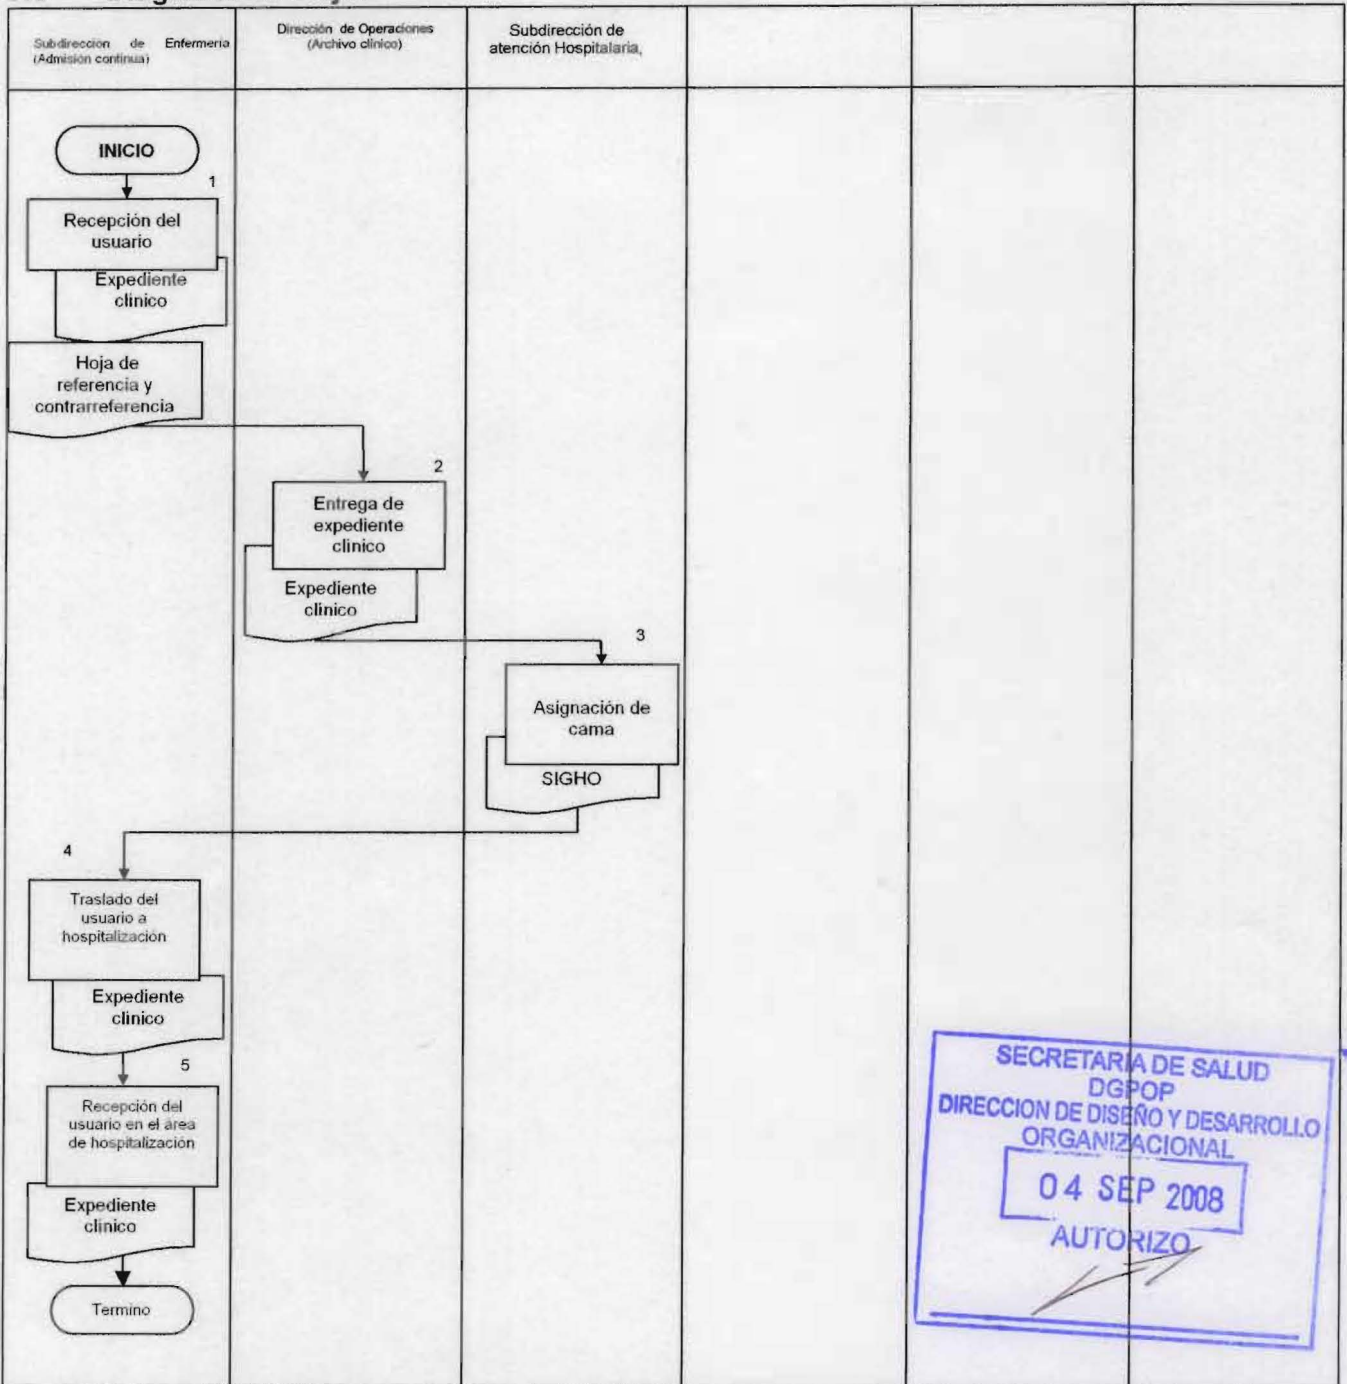 Subdirección de Enfermería
(Admisión continua)
Dirección de Operaciones
(Archivo clínico)
Subdirección de
atención Hospitalaria,
INICIO
1
Recepción del
usuario
Expediente
clínico
Hoja de
referencia y
contrarreferencia
2
Entrega de
expediente
clínico
Expediente
clínico
3
Asignación de
cama
SIGHO
4
Traslado del
usuario a
hospitalización
Expediente
clínico
5
Recepción del
usuario en el área
de hospitalización
Expediente
clínico
Termino
SECRETARIA DE SALUD
DGPOP
DIRECCION DE DISEÑO Y DESARROLLO
ORGANIZACIONAL
04 SEP 2008
AUTORIZO